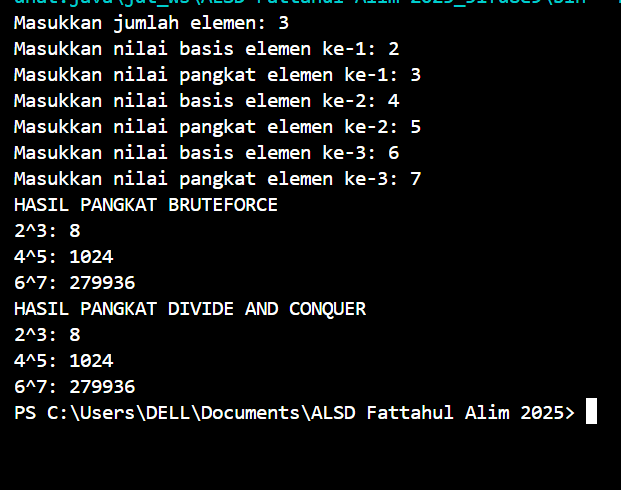 Masukkan jumlah elemen: 3
Masukkan nilai basis elemen ke-1: 2
Masukkan nilai pangkat elemen ke-1: 3
Masukkan nilai basis elemen ke-2: 4
Masukkan nilai pangkat elemen ke-2: 5
Masukkan nilai basis elemen ke-3: 6
Masukkan nilai pangkat elemen ke-3: 7
HASIL PANGKAT BRUTEFORCE
2^3: 8
4^5: 1024
6^7: 279936
HASIL PANGKAT DIVIDE AND CONQUER
2^3: 8
4^5: 1024
6^7: 279936
PS C:\Users\DELL\Documents\ALSD Fattahul Alim 2025>